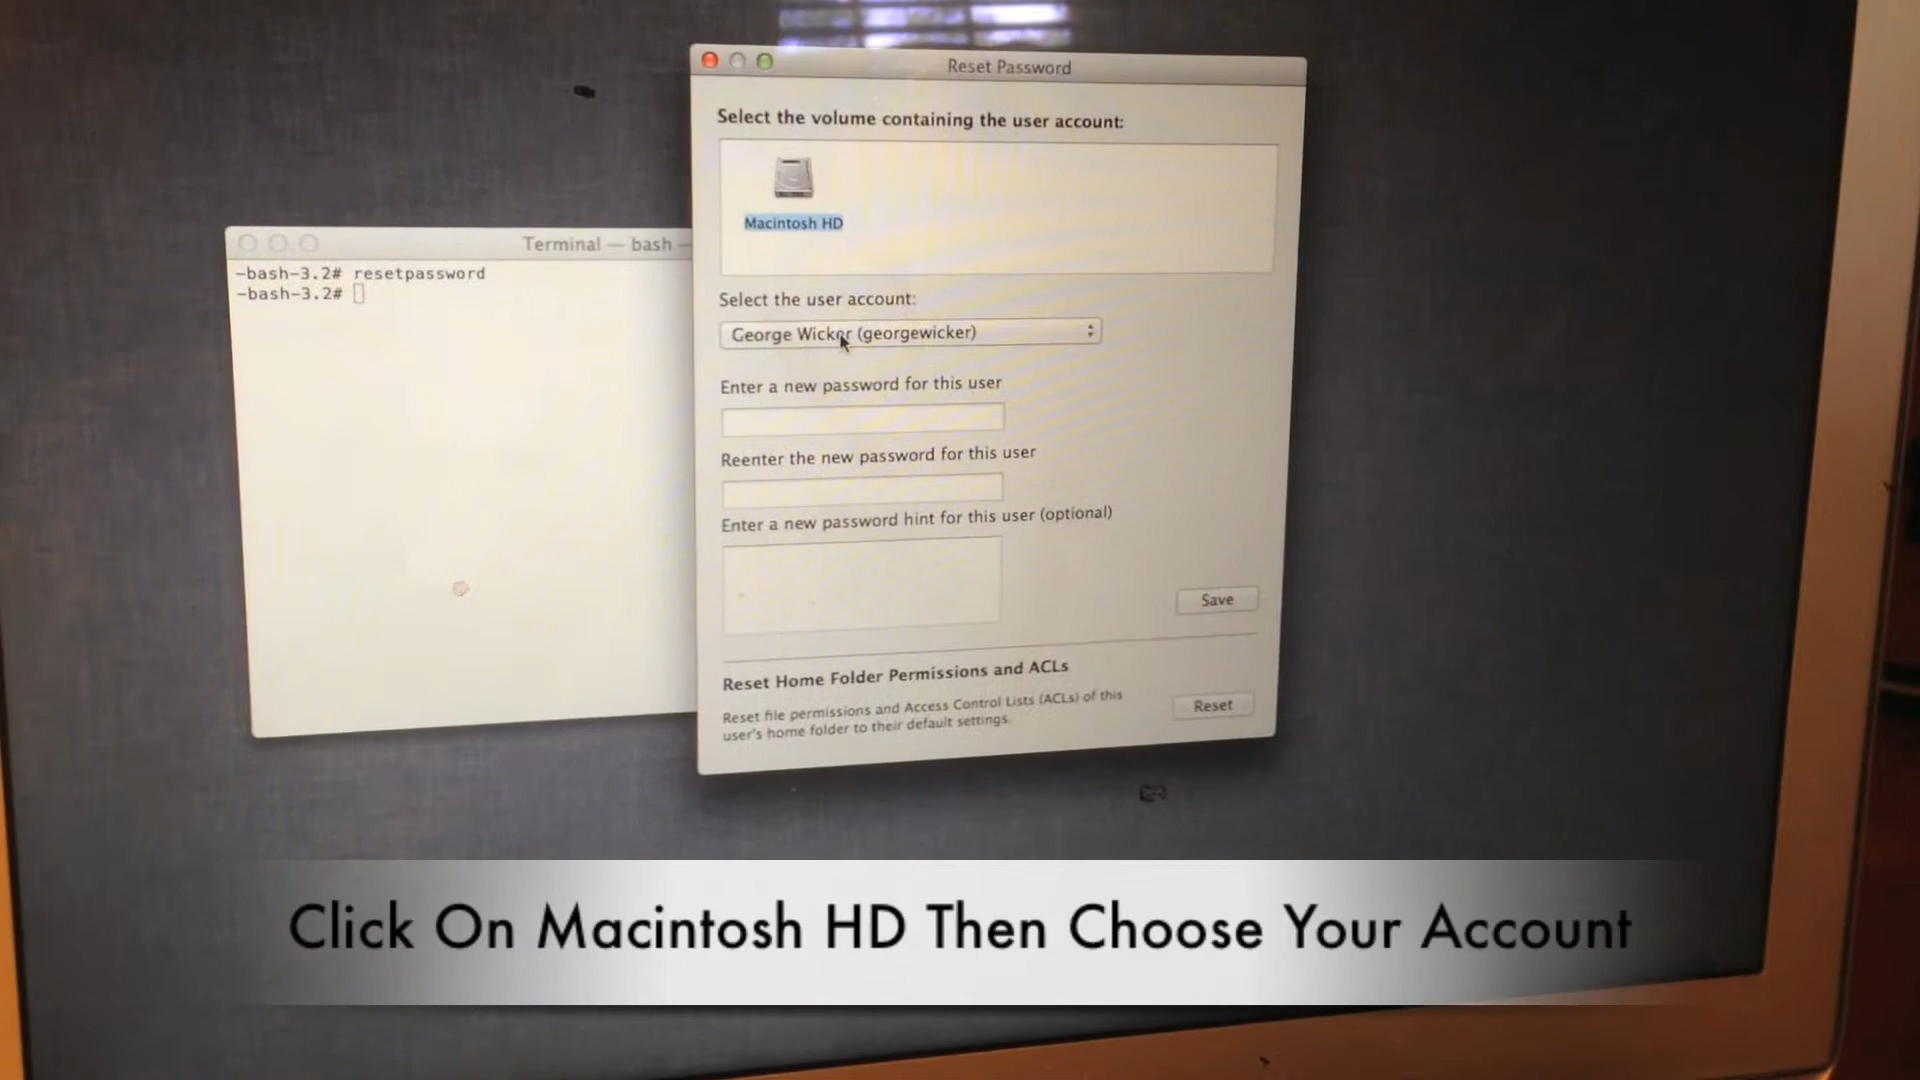 Reset Password
Select the volume containing the user account:
Macintosh HD
Terminal — bash —
-bash-3.2# resetpassword
-bash-3.2#
Select the user account:
George Wicker (georgewicker)
Enter a new password for this user
Reenter the new password for this user
Enter a new password hint for this user (optional)
Save
Reset Home Folder Permissions and ACLs
Reset file permissions and Access Control Lists (ACLs) of this
user's home folder to their default settings.
Reset
Click On Macintosh HD Then Choose Your Account